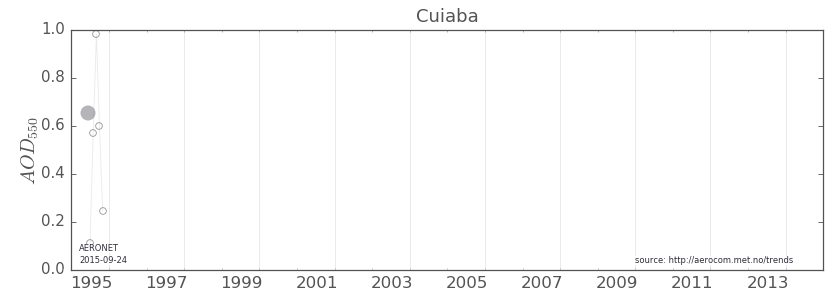 Cuiaba
1.0
0.8
0.6
0.4
0.2
0.0
AOD550
AERONET
2015-09-24
source: http://aerocom.met.no/trends
1995 1997 1999 2001 2003 2005 2007 2009 2011 2013